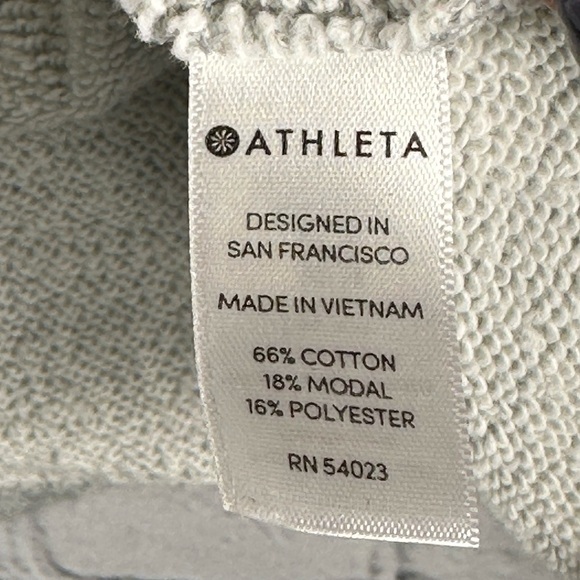 ATHLETA
DESIGNED IN
SAN FRANCISCO
MADE IN VIETNAM
66% COTTON
18% MODAL
16% POLYESTER
RN 54023